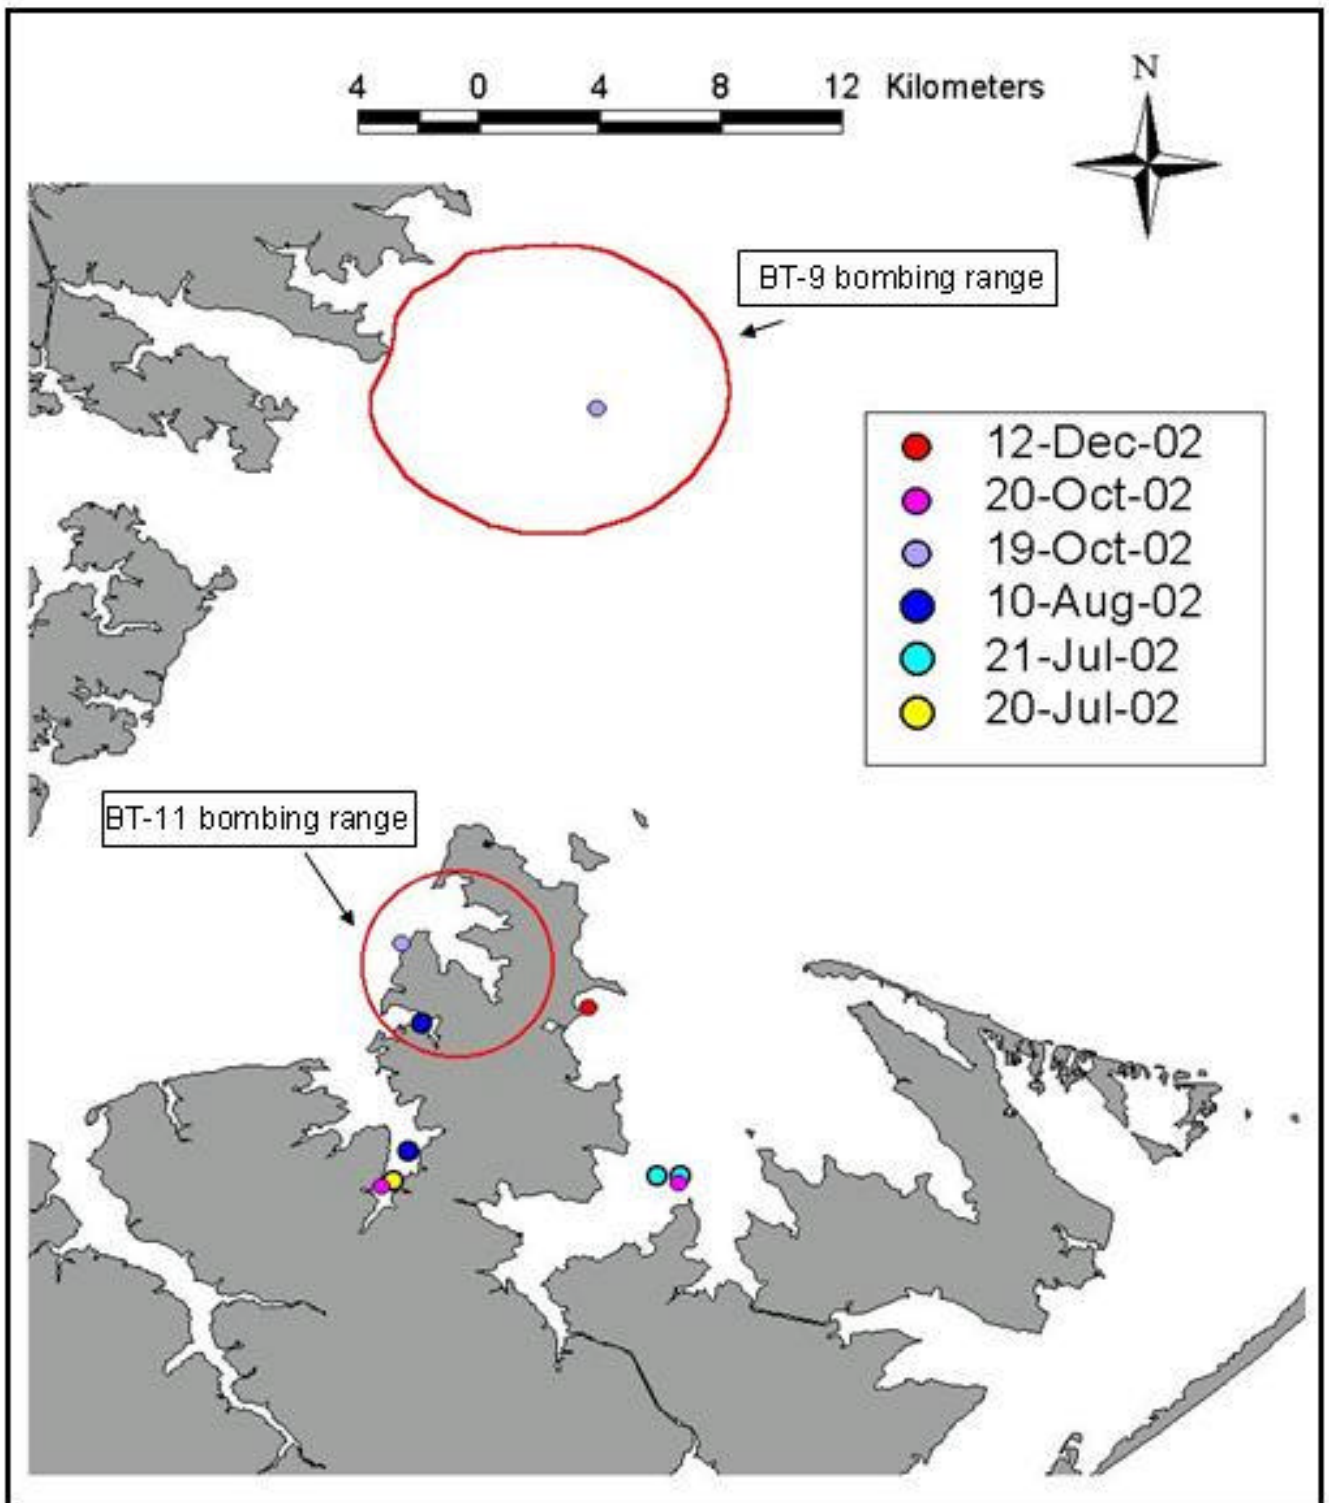 4 0 4 8 12 Kilometers
N
BT-9 bombing range
12-Dec-02
20-Oct-02
19-Oct-02
10-Aug-02
21-Jul-02
20-Jul-02
BT-11 bombing range